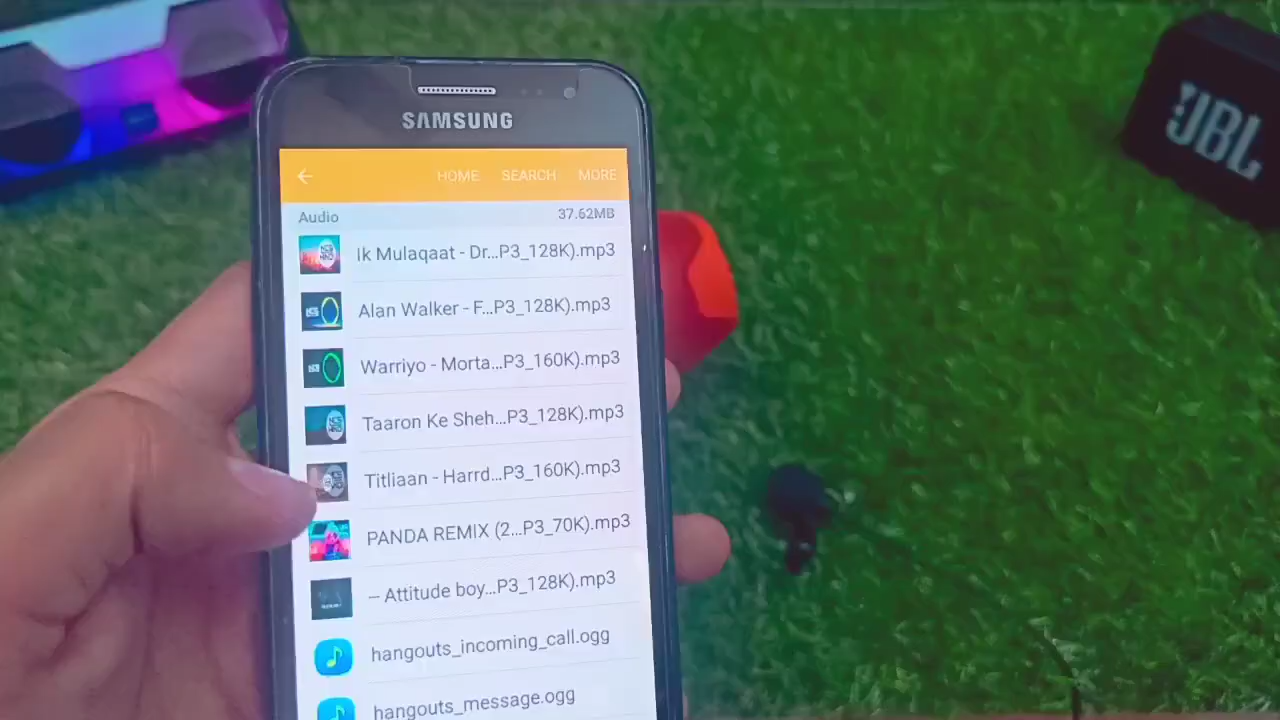 SAMSUNG
HOME SEARCH MORE
Audio 37.62MB
Ik Mulaqaat - Dr...P3_128K).mp3
Alan Walker - F...P3_128K).mp3
Warriyo - Morta...P3_160K).mp3
Taaron Ke Sheh...P3_128K).mp3
Titliaan - Harrd...P3_160K).mp3
PANDA REMIX (2...P3_70K).mp3
-- Attitude boy...P3_128K).mp3
hangouts_incoming_call.ogg
hangouts_message.ogg
JBL